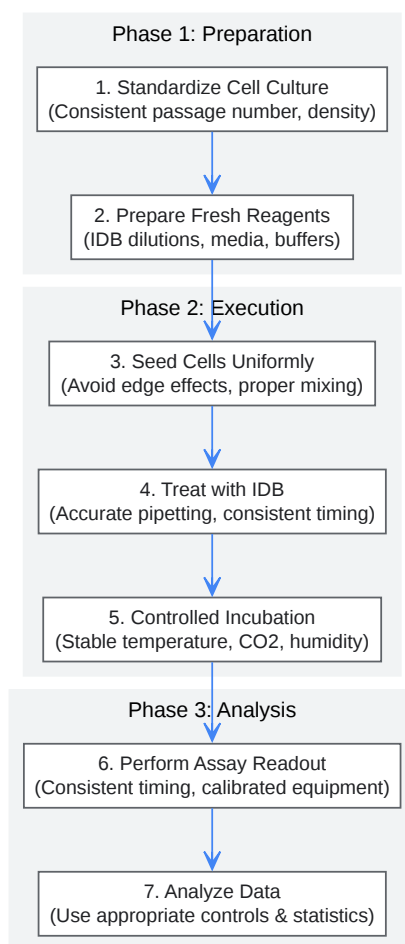 Phase 1: Preparation
1. Standardize Cell Culture
(Consistent passage number, density)
2. Prepare Fresh Reagents
(IDB dilutions, media, buffers)
Phase 2: Execution
3. Seed Cells Uniformly
(Avoid edge effects, proper mixing)
4. Treat with IDB
(Accurate pipetting, consistent timing)
5. Controlled Incubation
(Stable temperature, CO2, humidity)
Phase 3: Analysis
6. Perform Assay Readout
(Consistent timing, calibrated equipment)
7. Analyze Data
(Use appropriate controls & statistics)